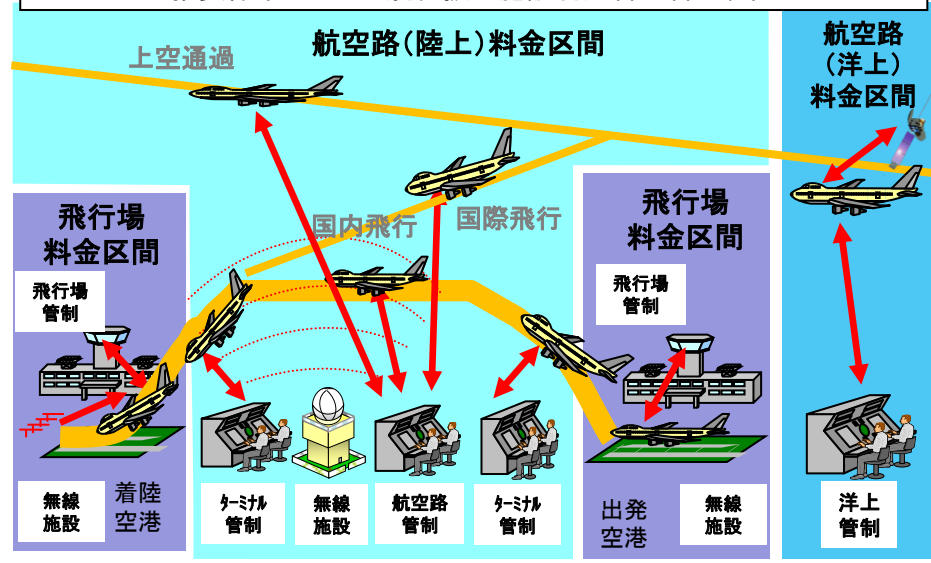 航空路(陸上)料金区間
上空通過
航空路
(洋上)
料金区間
飛行場
料金区間
飛行場
管制
国内飛行
国際飛行
飛行場
料金区間
飛行場
管制
無線
施設
着陸
空港
ﾀｰﾐﾅﾙ
管制
無線
施設
航空路
管制
ﾀｰﾐﾅﾙ
管制
出発
空港
無線
施設
洋上
管制